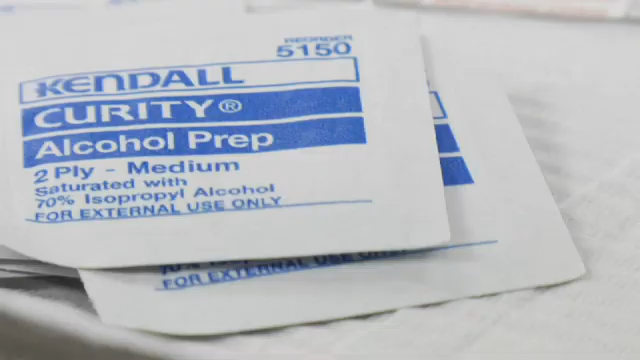 REORDER
5150
KENDALL
CURITY®
Alcohol Prep
2 Ply - Medium
Saturated with
70% Isopropyl Alcohol
FOR EXTERNAL USE ONLY
FOR EXTERNAL USE